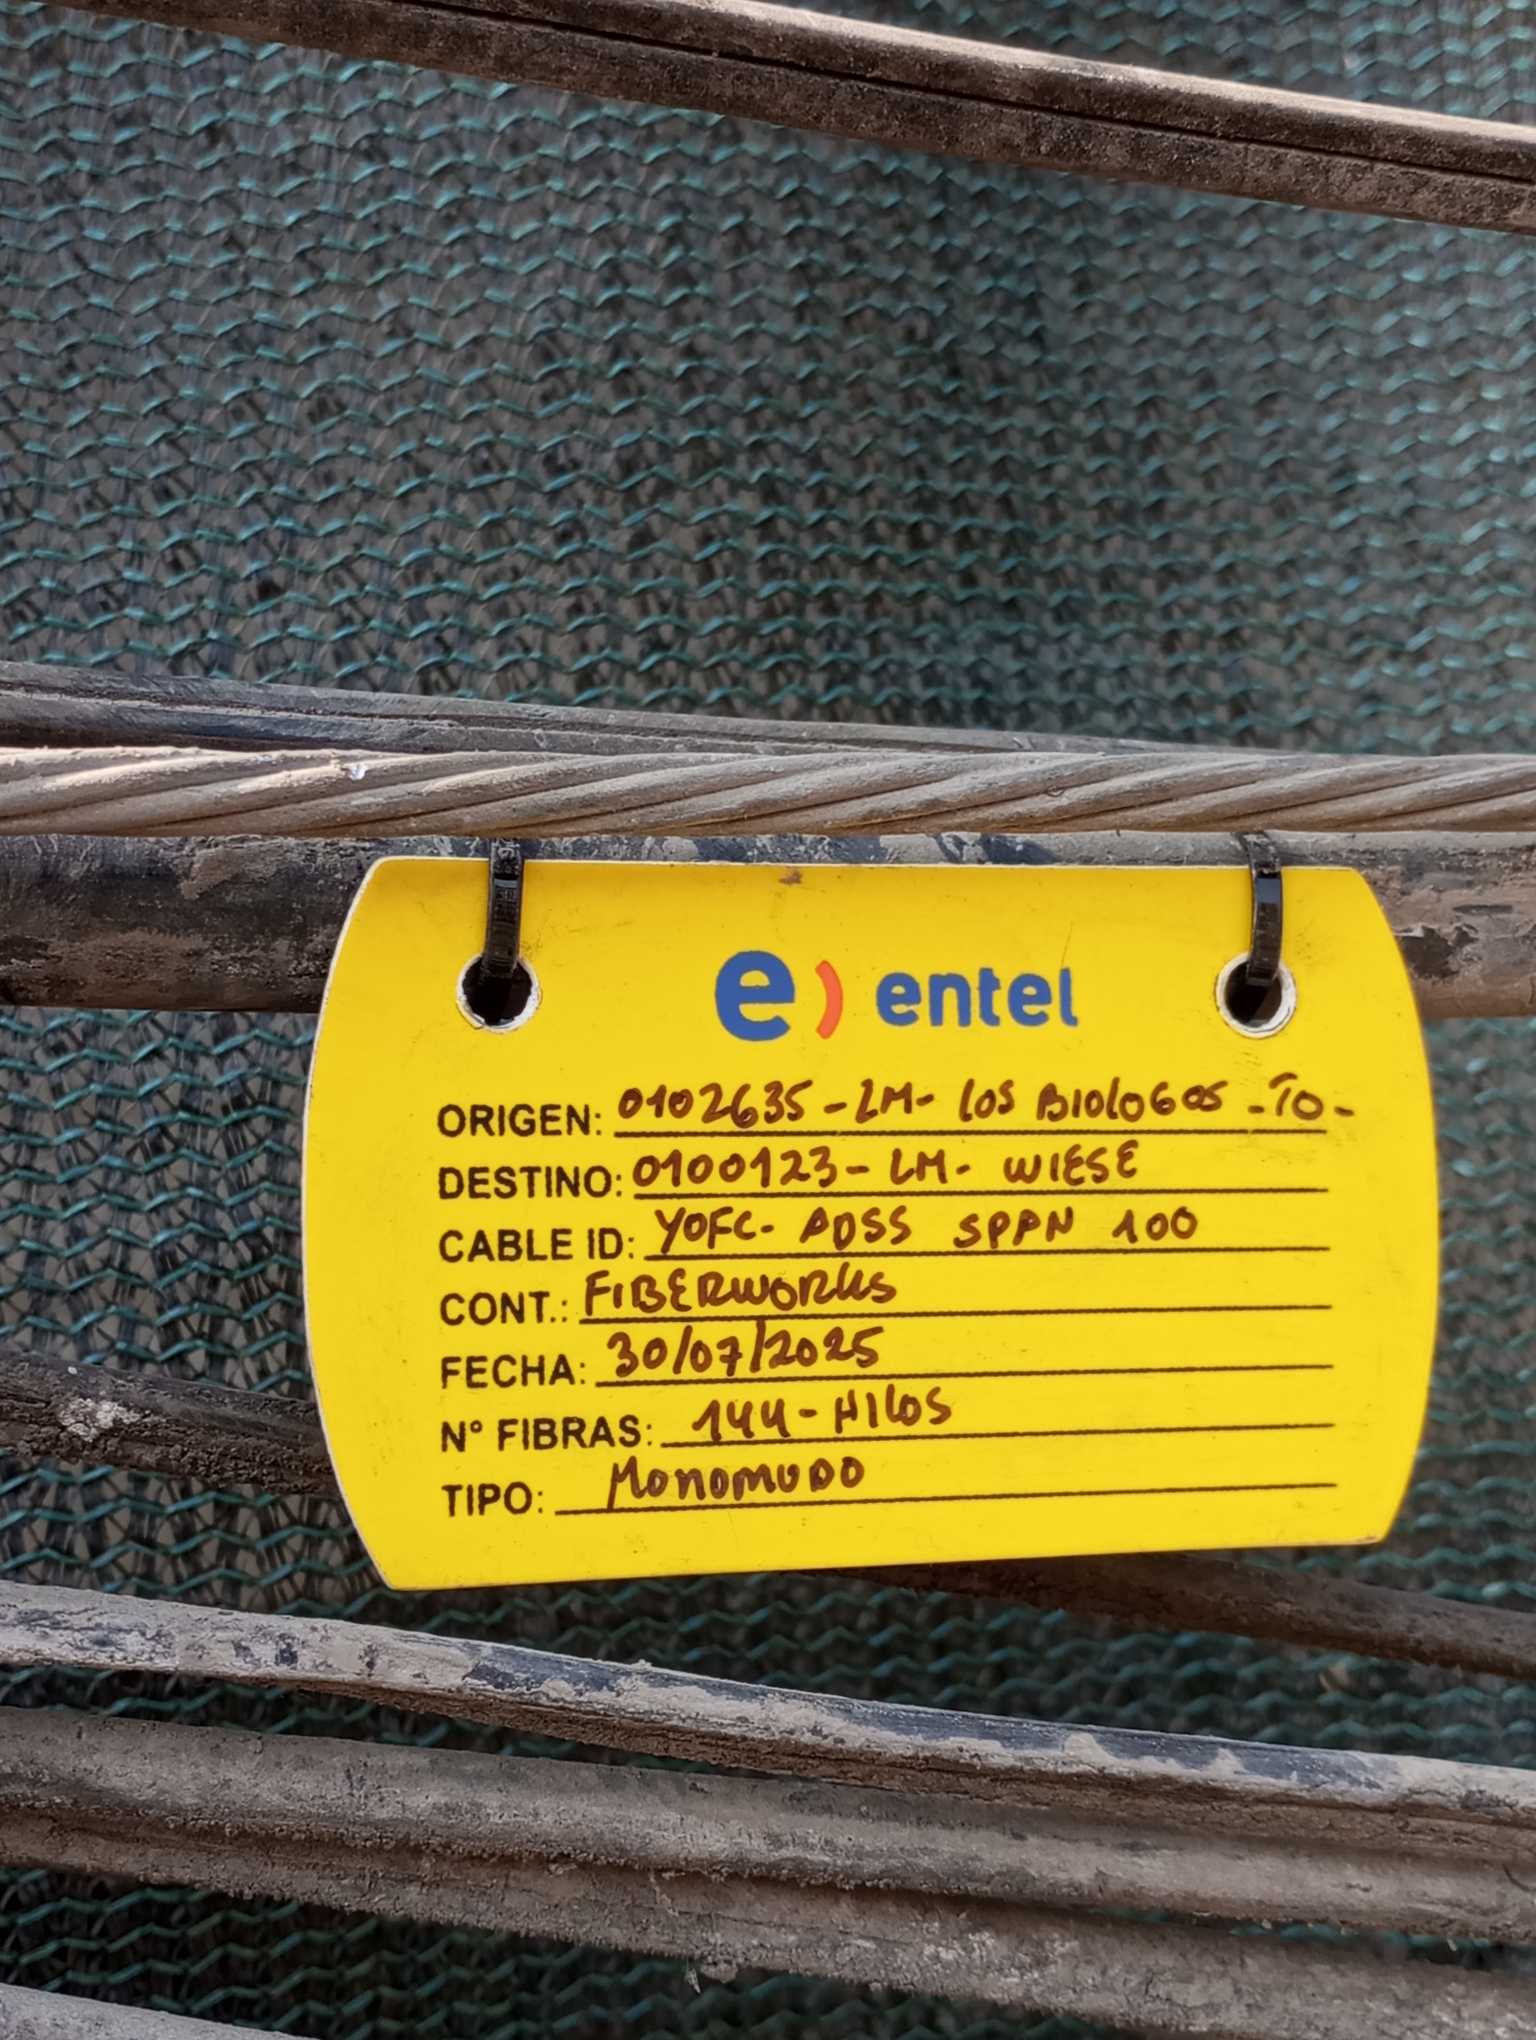 e) entel
ORIGEN: 0102635-LM- LOS BIOLOGOS -TO-
DESTINO: 0100123-LM- WIESE
CABLE ID: YOFC- ADSS SPAN 100
CONT.: FIBERWORKS
FECHA: 30/07/2025
N° FIBRAS: 144-HILOS
TIPO: MONOMODO